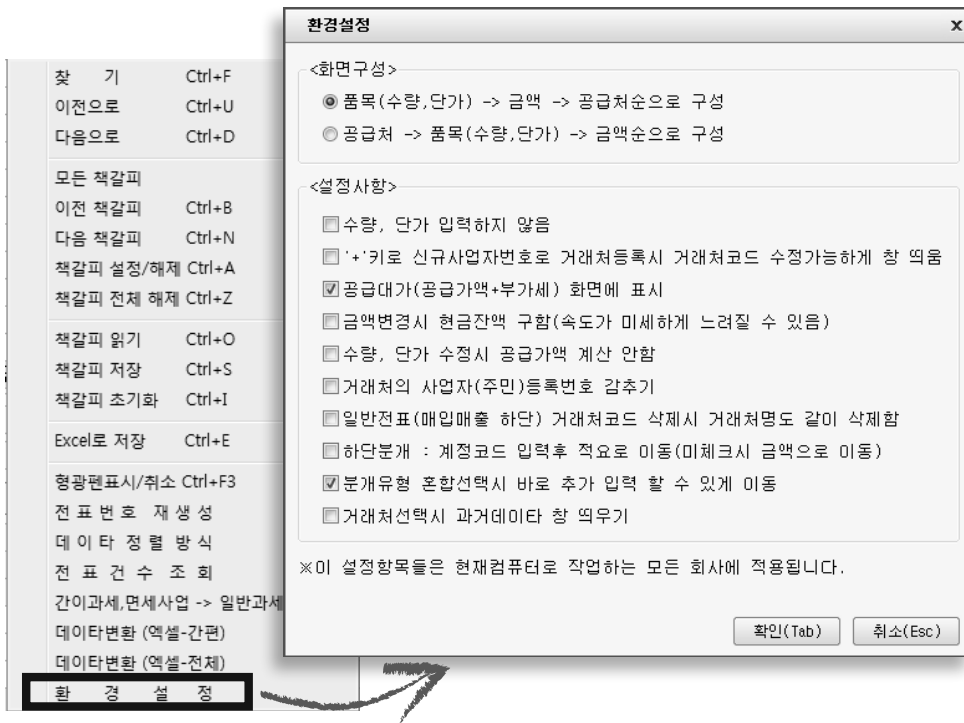 찾 기 Ctrl+F
이전으로 Ctrl+U
다음으로 Ctrl+D
모든 책갈피
이전 책갈피 Ctrl+B
다음 책갈피 Ctrl+N
책갈피 설정/해제 Ctrl+A
책갈피 전체 해제 Ctrl+Z
책갈피 읽기 Ctrl+O
책갈피 저장 Ctrl+S
책갈피 초기화 Ctrl+I
Excel로 저장 Ctrl+E
형광펜표시/취소 Ctrl+F3
전 표 번 호 재 생 성
데 이 타 정 렬 방 식
전 표 건 수 조 회
간이과세,면세사업 -> 일반과세
데이타변환 (엑셀-간편)
데이타변환 (엑셀-전체)
환 경 설 정
환경설정 x
<화면구성>
품목(수량,단가) -> 금액 -> 공급처순으로 구성
공급처 -> 품목(수량,단가) -> 금액순으로 구성
<설정사항>
수량, 단가 입력하지 않음
'+'키로 신규사업자번호로 거래처등록시 거래처코드 수정가능하게 창 띄움
공급대가(공급가액+부가세) 화면에 표시
금액변경시 현금잔액 구함(속도가 미세하게 느려질 수 있음)
수량, 단가 수정시 공급가액 계산 안함
거래처의 사업자(주민)등록번호 감추기
일반전표(매입매출 하단) 거래처코드 삭제시 거래처명도 같이 삭제함
하단분개 : 계정코드 입력후 적요로 이동(미체크시 금액으로 이동)
분개유형 혼합선택시 바로 추가 입력 할 수 있게 이동
거래처선택시 과거데이타 창 띄우기
※이 설정항목들은 현재컴퓨터로 작업하는 모든 회사에 적용됩니다.
확인(Tab) 취소(Esc)